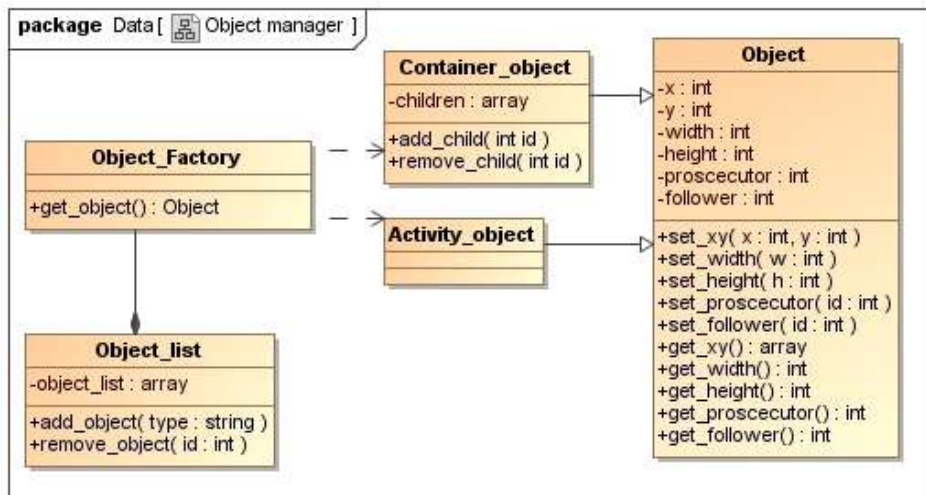 package Data [ Object manager ]
Container_object
-children : array
+add_child( int id )
+remove_child( int id )
Object
-x : int
-y : int
-width : int
-height : int
-proscecutor : int
-follower : int
+set_xy( x : int, y : int )
+set_width( w : int )
+set_height( h : int )
+set_proscecutor( id : int )
+set_follower( id : int )
+get_xy() : array
+get_width() : int
+get_height() : int
+get_proscecutor() : int
+get_follower() : int
Object_Factory
+get_object() : Object
Activity_object
Object_list
-object_list : array
+add_object( type : string )
+remove_object( id : int )